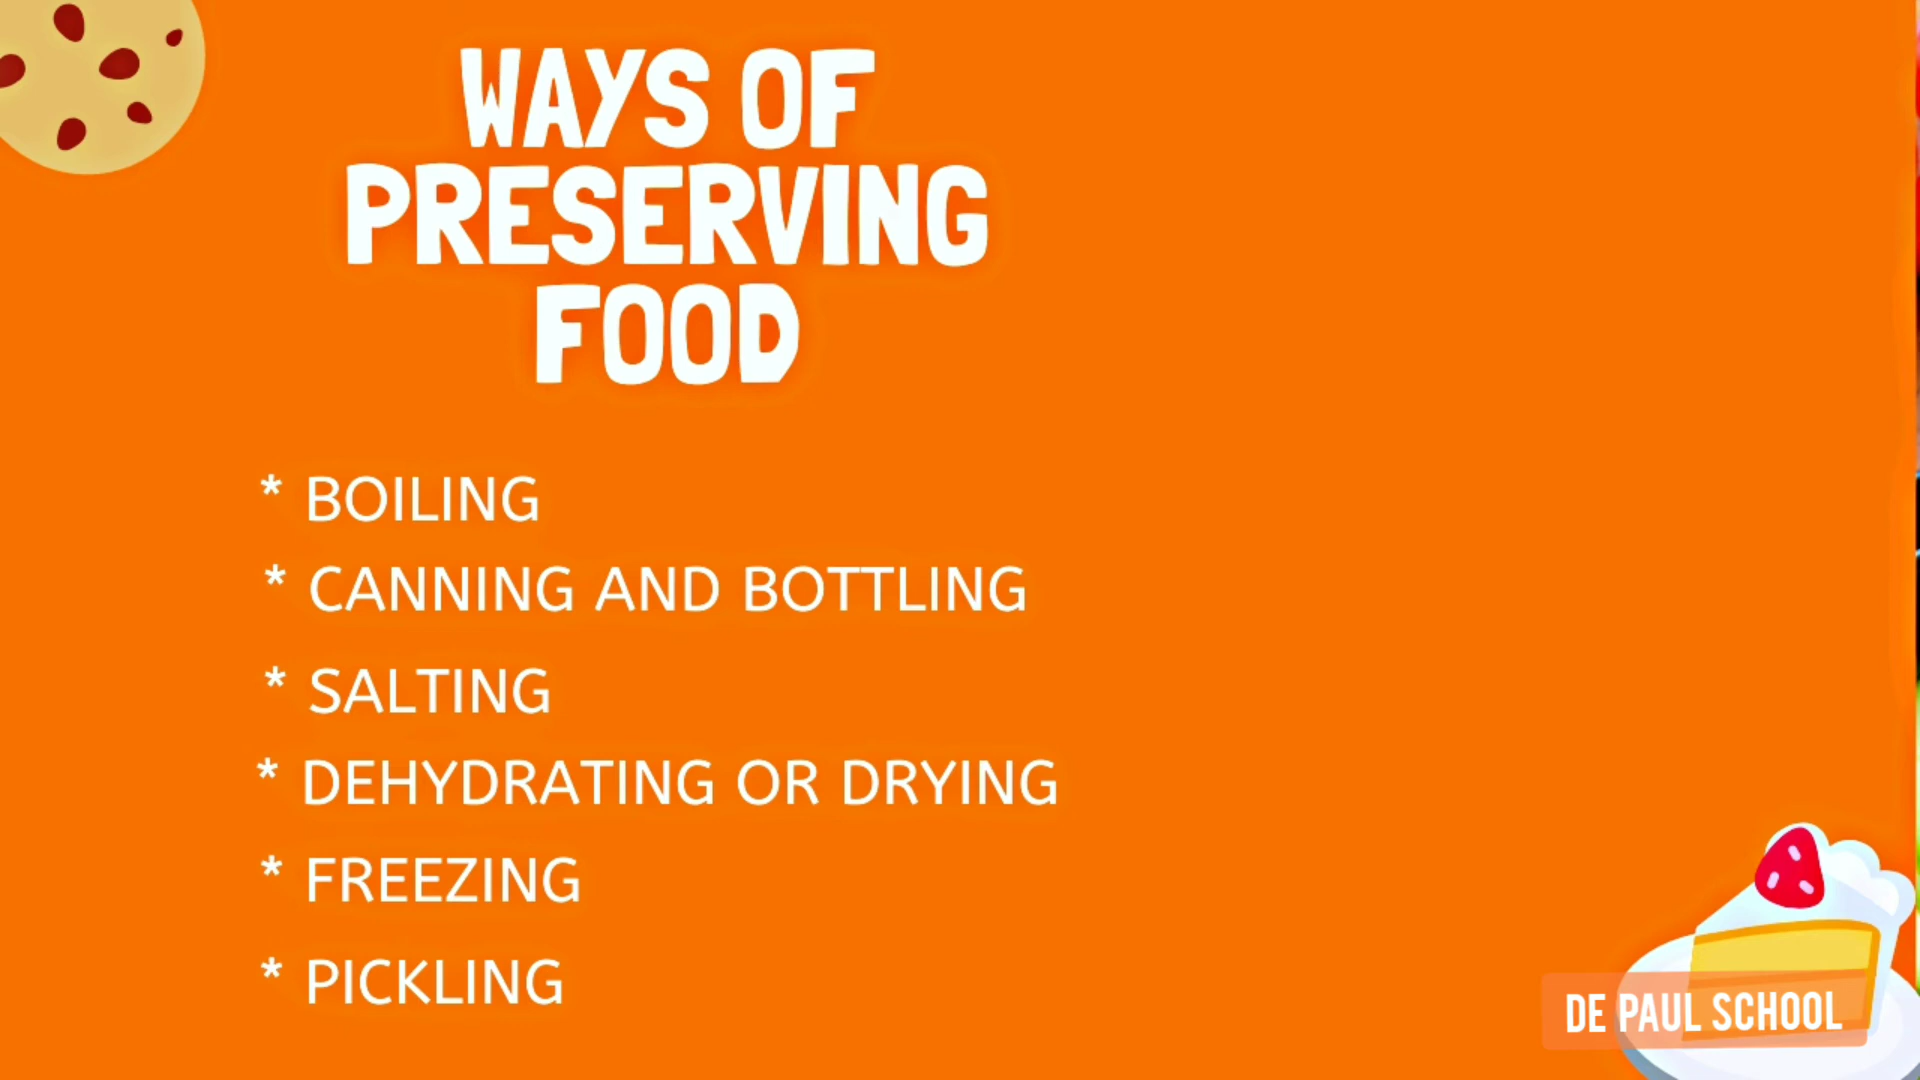 WAYS OF
PRESERVING
FOOD
* BOILING
* CANNING AND BOTTLING
* SALTING
* DEHYDRATING OR DRYING
* FREEZING
* PICKLING
DE PAUL SCHOOL